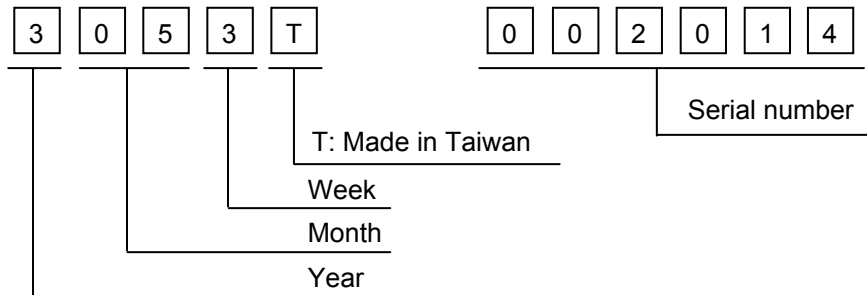 3 0 5 3 T 0 0 2 0 1 4
Serial number
T: Made in Taiwan
Week
Month
Year